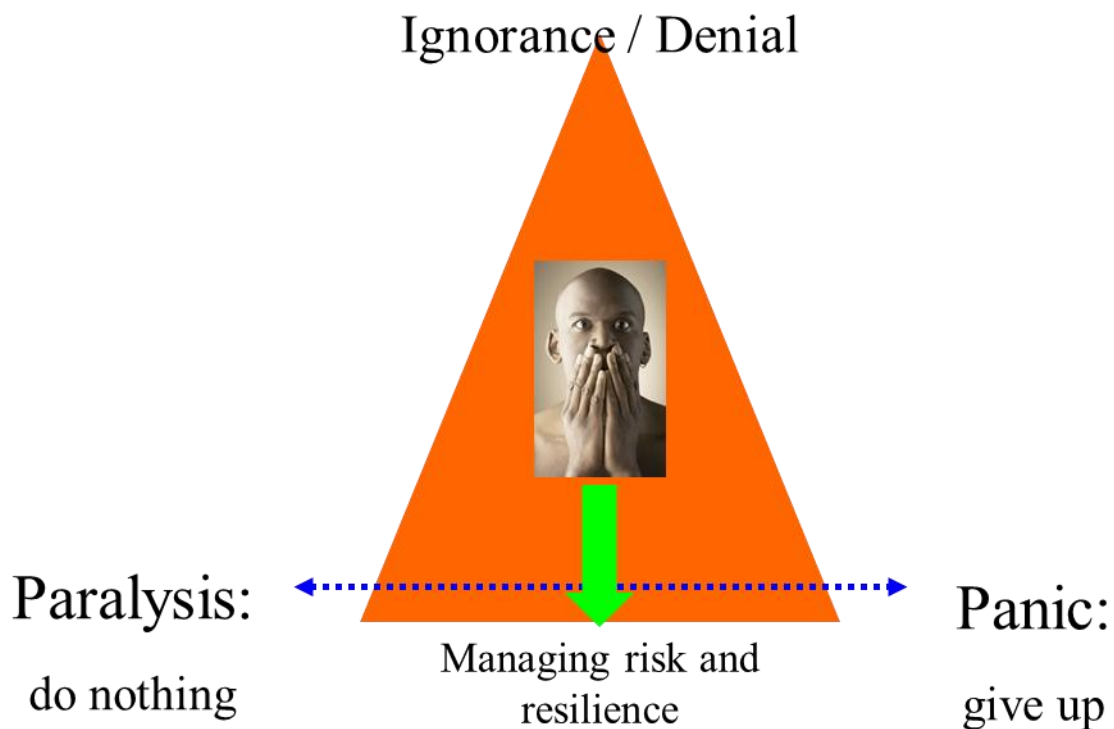 Ignorance / Denial
Paralysis:
do nothing
Managing risk and
resilience
Panic:
give up